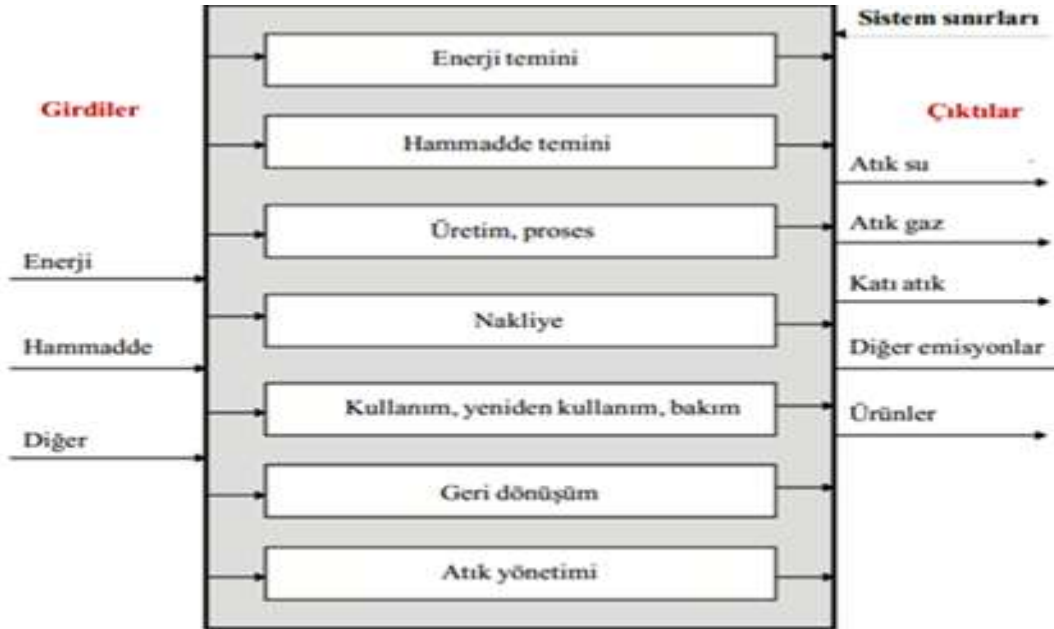 Sistem sınırları
Girdiler
Enerji
Hammadde
Diğer
Enerji temini
Hammadde temini
Üretim, proses
Nakliye
Kullanım, yeniden kullanım, bakım
Geri dönüşüm
Atık yönetimi
Çıktılar
Atık su
Atık gaz
Katı atık
Diğer emisyonlar
Ürünler